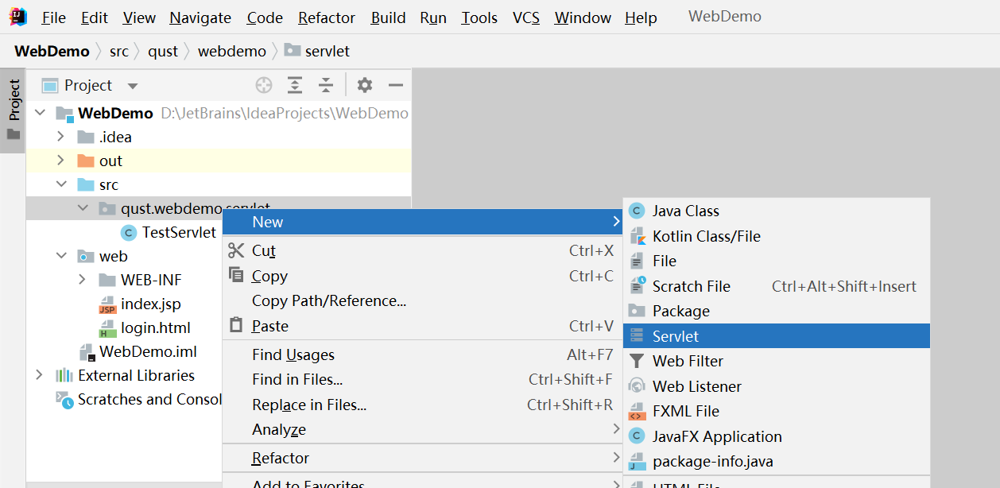 File Edit View Navigate Code Refactor Build Run Tools VCS Window Help WebDemo
WebDemo src qust webdemo servlet
Project
Project
WebDemo D:\JetBrains\IdeaProjects\WebDemo
.idea
out
src
qust.webdemo.servlet
TestServlet
web
WEB-INF
index.jsp
login.html
WebDemo.iml
External Libraries
Scratches and Consol
New
Cut Ctrl+X
Copy Ctrl+C
Copy Path/Reference...
Paste Ctrl+V
Find Usages Alt+F7
Find in Files... Ctrl+Shift+F
Replace in Files... Ctrl+Shift+R
Analyze
Refactor
Add to Favorites
Java Class
Kotlin Class/File
File
Scratch File Ctrl+Alt+Shift+Insert
Package
Servlet
Web Filter
Web Listener
FXML File
JavaFX Application
package-info.java
HTML File